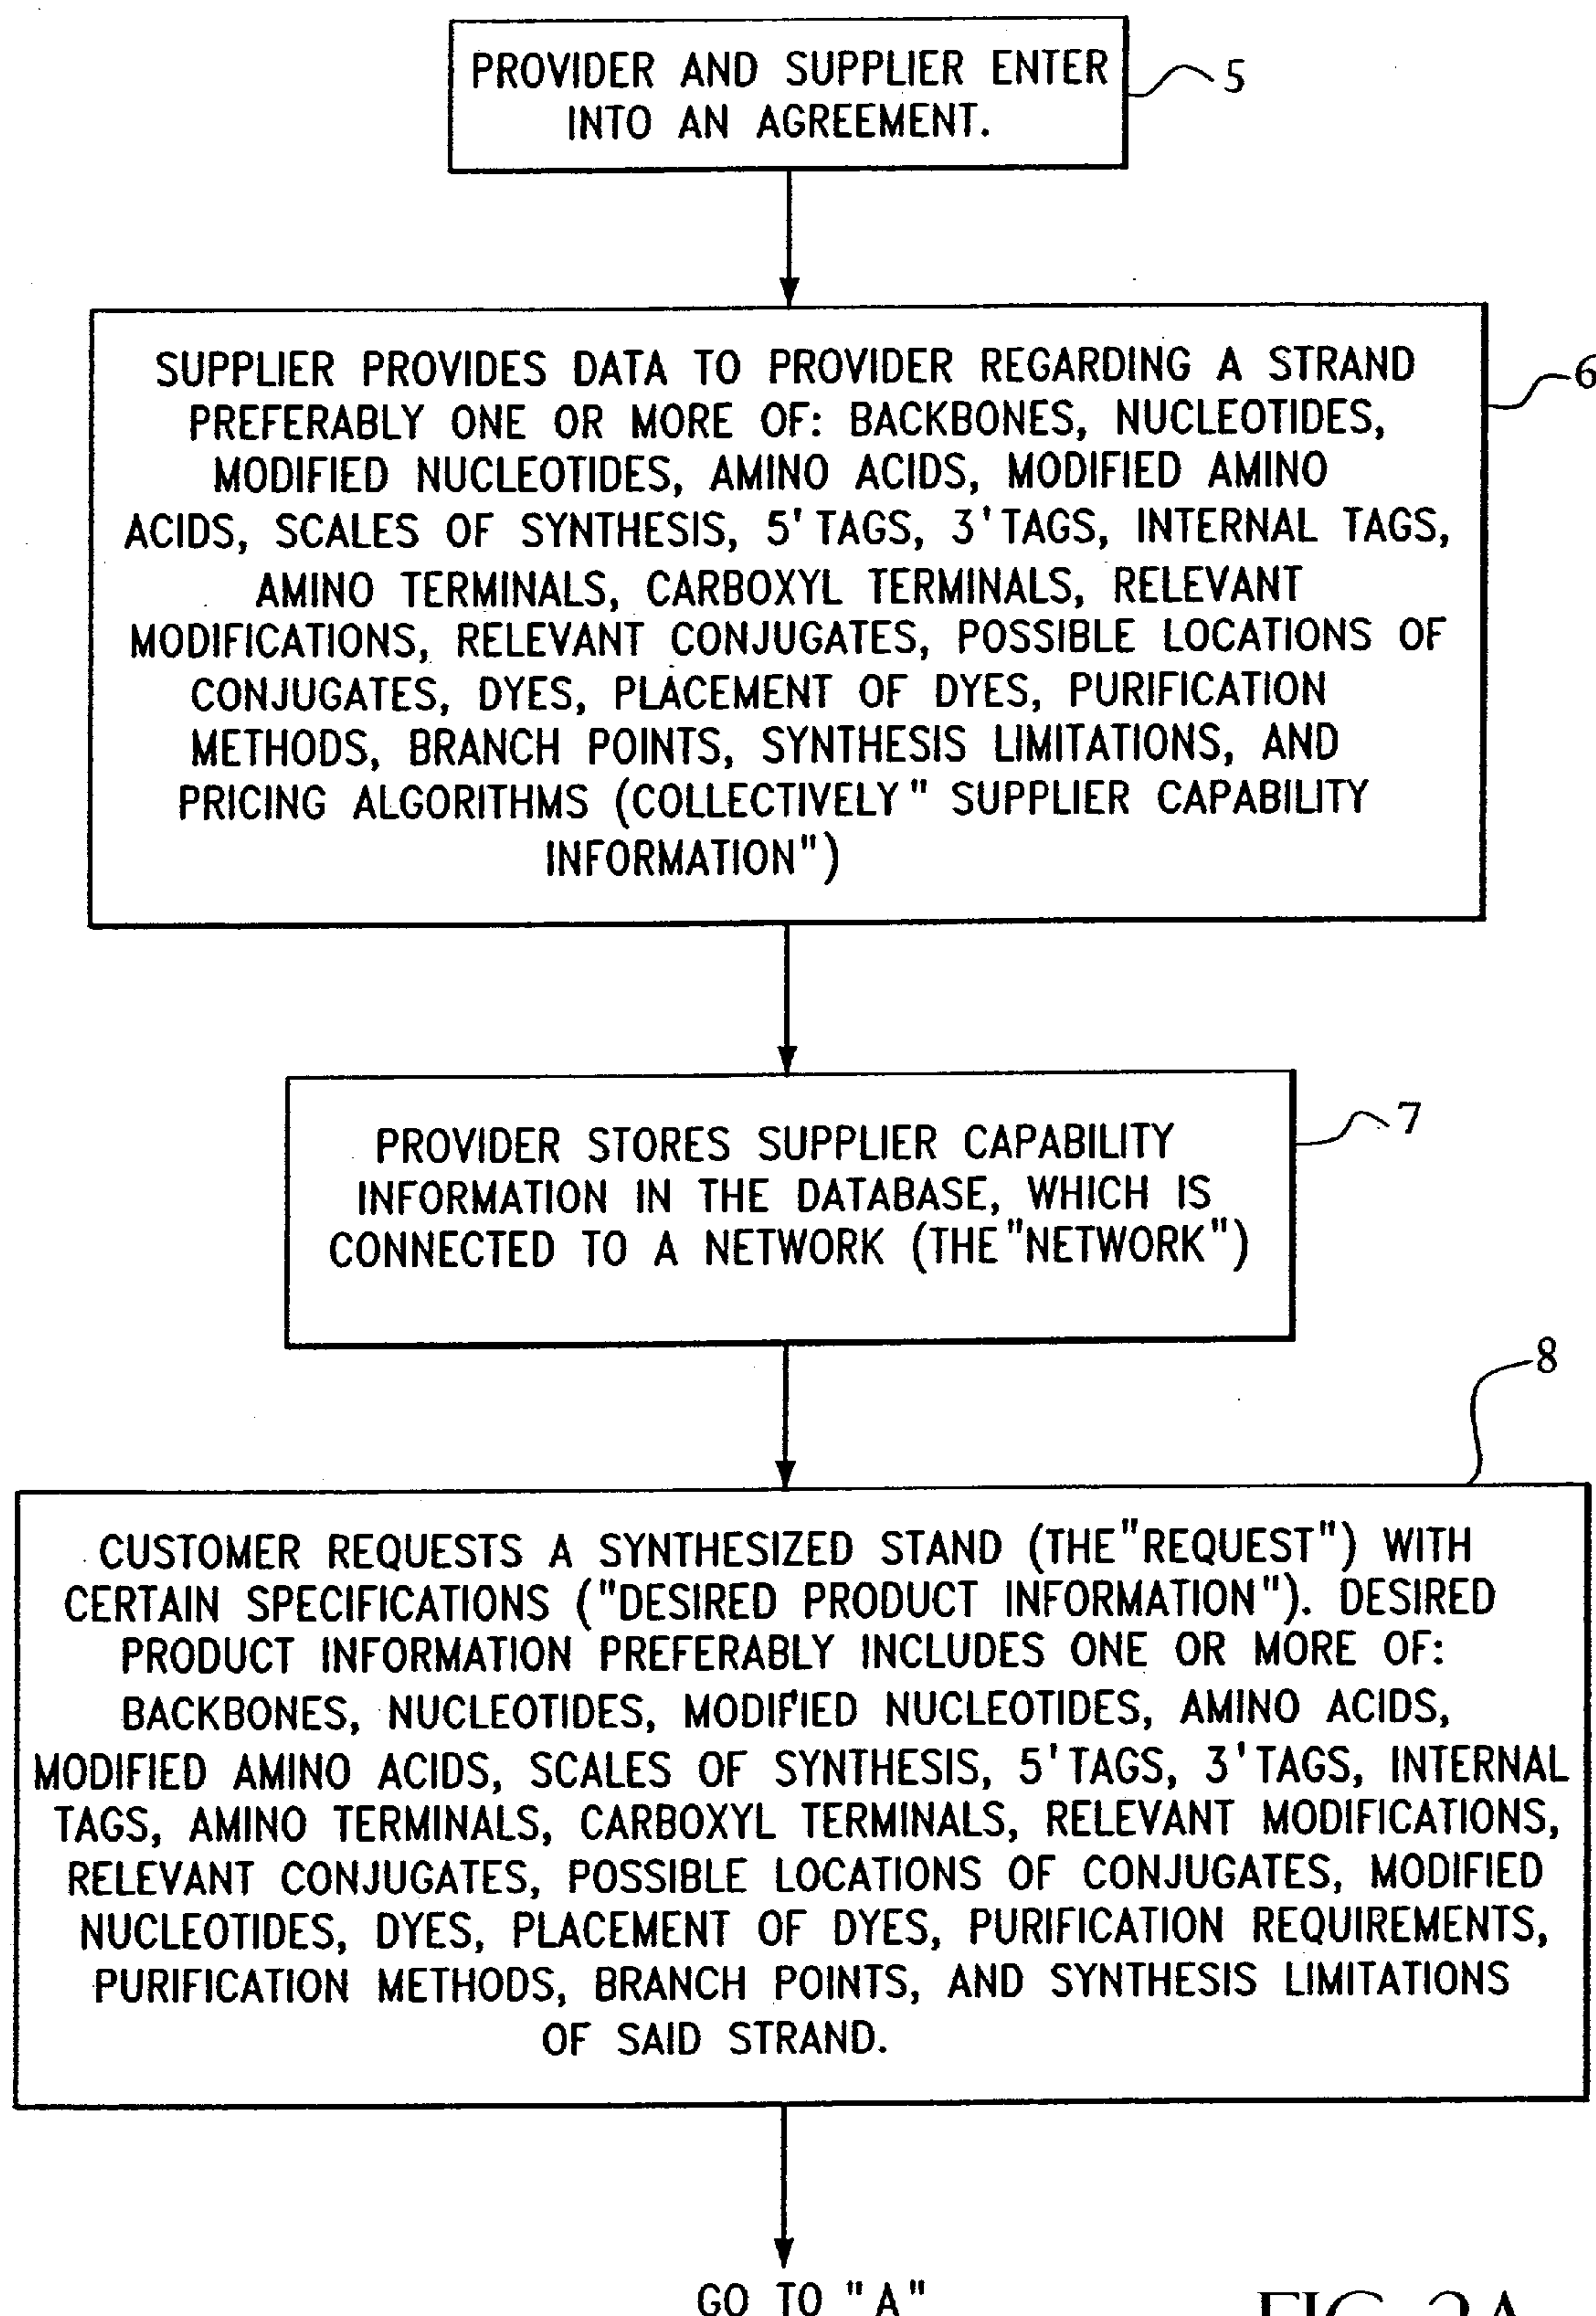 PROVIDER AND SUPPLIER ENTER
INTO AN AGREEMENT.
5
SUPPLIER PROVIDES DATA TO PROVIDER REGARDING A STRAND
PREFERABLY ONE OR MORE OF: BACKBONES, NUCLEOTIDES,
MODIFIED NUCLEOTIDES, AMINO ACIDS, MODIFIED AMINO
ACIDS, SCALES OF SYNTHESIS, 5' TAGS, 3' TAGS, INTERNAL TAGS,
AMINO TERMINALS, CARBOXYL TERMINALS, RELEVANT
MODIFICATIONS, RELEVANT CONJUGATES, POSSIBLE LOCATIONS OF
CONJUGATES, DYES, PLACEMENT OF DYES, PURIFICATION
METHODS, BRANCH POINTS, SYNTHESIS LIMITATIONS, AND
PRICING ALGORITHMS (COLLECTIVELY" SUPPLIER CAPABILITY
INFORMATION")
6
PROVIDER STORES SUPPLIER CAPABILITY
INFORMATION IN THE DATABASE, WHICH IS
CONNECTED TO A NETWORK (THE "NETWORK")
7
8
CUSTOMER REQUESTS A SYNTHESIZED STAND (THE "REQUEST") WITH
CERTAIN SPECIFICATIONS ("DESIRED PRODUCT INFORMATION"). DESIRED
PRODUCT INFORMATION PREFERABLY INCLUDES ONE OR MORE OF:
BACKBONES, NUCLEOTIDES, MODIFIED NUCLEOTIDES, AMINO ACIDS,
MODIFIED AMINO ACIDS, SCALES OF SYNTHESIS, 5' TAGS, 3' TAGS, INTERNAL
TAGS, AMINO TERMINALS, CARBOXYL TERMINALS, RELEVANT MODIFICATIONS,
RELEVANT CONJUGATES, POSSIBLE LOCATIONS OF CONJUGATES, MODIFIED
NUCLEOTIDES, DYES, PLACEMENT OF DYES, PURIFICATION REQUIREMENTS,
PURIFICATION METHODS, BRANCH POINTS, AND SYNTHESIS LIMITATIONS
OF SAID STRAND.
GO TO "A"
FIG. 2A